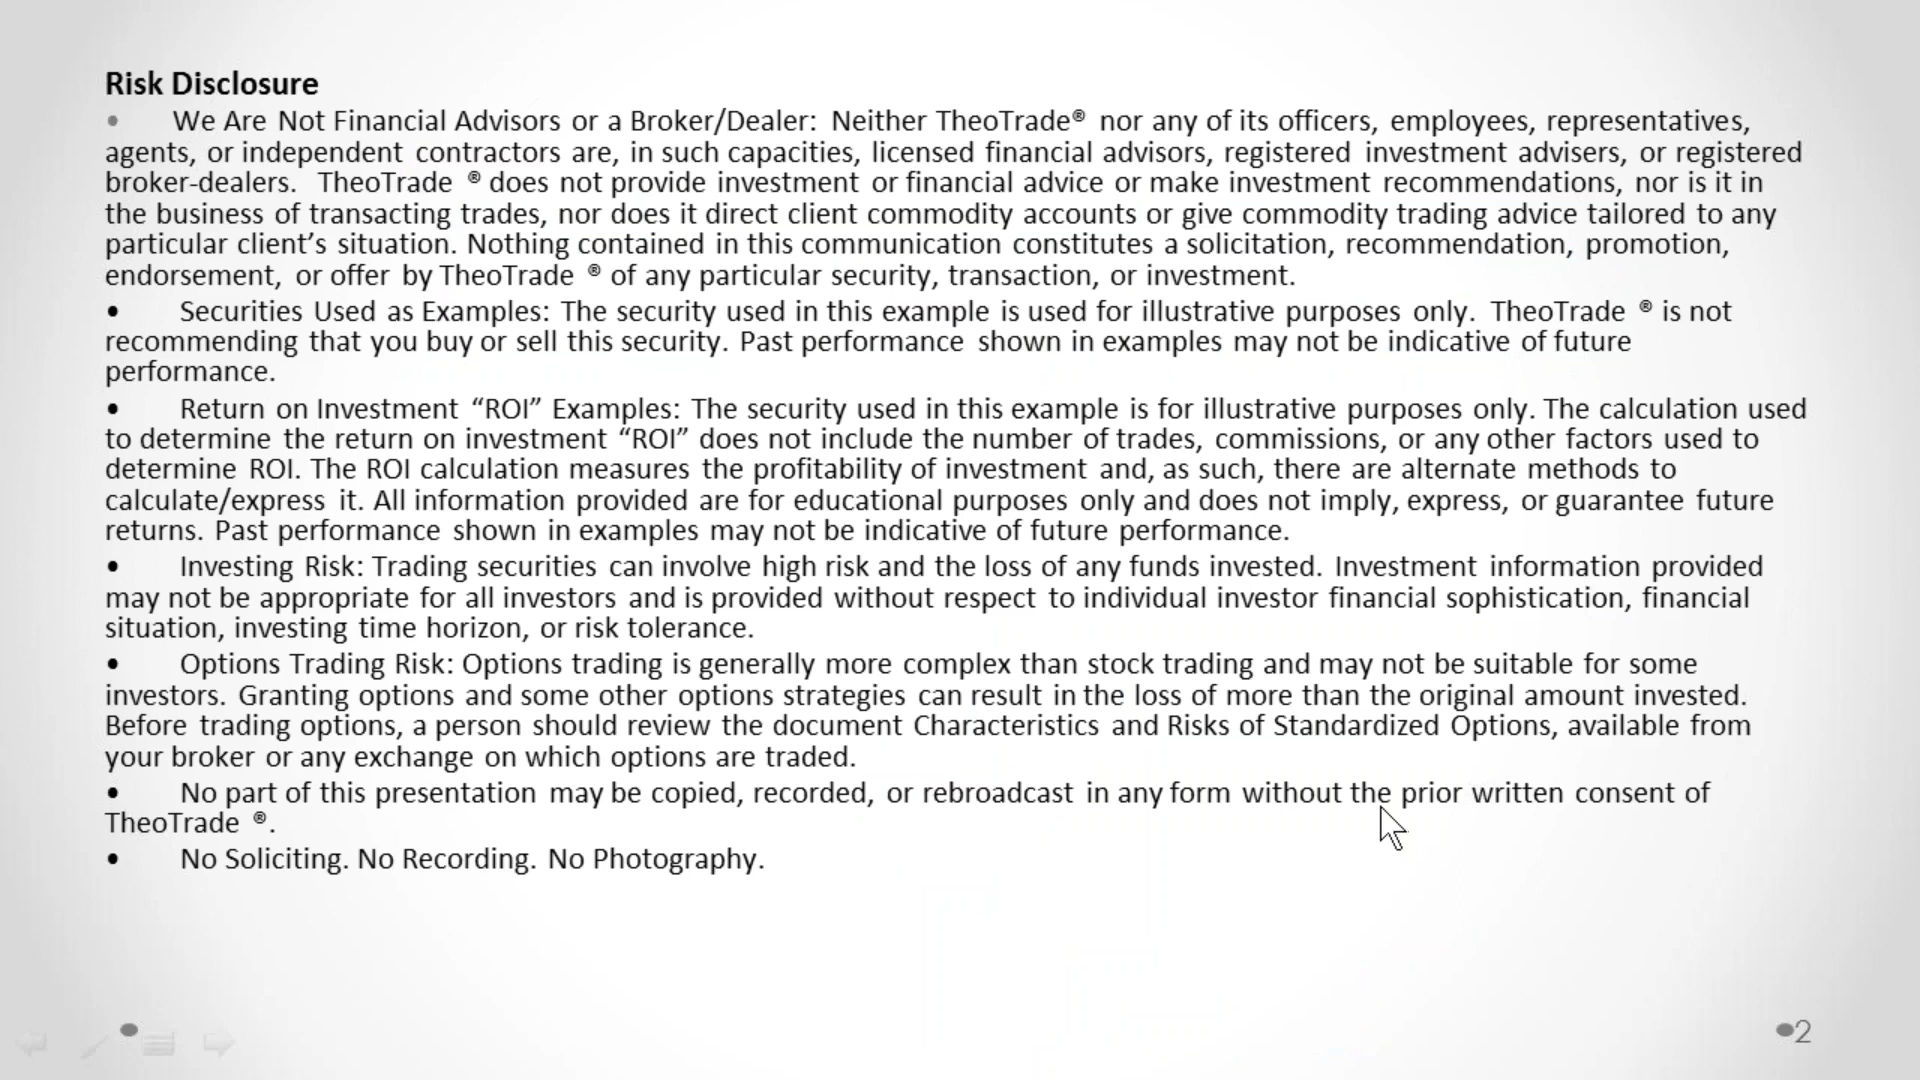 Risk Disclosure
• We Are Not Financial Advisors or a Broker/Dealer: Neither TheoTrade® nor any of its officers, employees, representatives,
agents, or independent contractors are, in such capacities, licensed financial advisors, registered investment advisers, or registered
broker-dealers. TheoTrade ® does not provide investment or financial advice or make investment recommendations, nor is it in
the business of transacting trades, nor does it direct client commodity accounts or give commodity trading advice tailored to any
particular client’s situation. Nothing contained in this communication constitutes a solicitation, recommendation, promotion,
endorsement, or offer by TheoTrade ® of any particular security, transaction, or investment.
• Securities Used as Examples: The security used in this example is used for illustrative purposes only. TheoTrade ® is not
recommending that you buy or sell this security. Past performance shown in examples may not be indicative of future
performance.
• Return on Investment “ROI” Examples: The security used in this example is for illustrative purposes only. The calculation used
to determine the return on investment “ROI” does not include the number of trades, commissions, or any other factors used to
determine ROI. The ROI calculation measures the profitability of investment and, as such, there are alternate methods to
calculate/express it. All information provided are for educational purposes only and does not imply, express, or guarantee future
returns. Past performance shown in examples may not be indicative of future performance.
• Investing Risk: Trading securities can involve high risk and the loss of any funds invested. Investment information provided
may not be appropriate for all investors and is provided without respect to individual investor financial sophistication, financial
situation, investing time horizon, or risk tolerance.
• Options Trading Risk: Options trading is generally more complex than stock trading and may not be suitable for some
investors. Granting options and some other options strategies can result in the loss of more than the original amount invested.
Before trading options, a person should review the document Characteristics and Risks of Standardized Options, available from
your broker or any exchange on which options are traded.
• No part of this presentation may be copied, recorded, or rebroadcast in any form without the prior written consent of
TheoTrade ®.
• No Soliciting. No Recording. No Photography.
•2